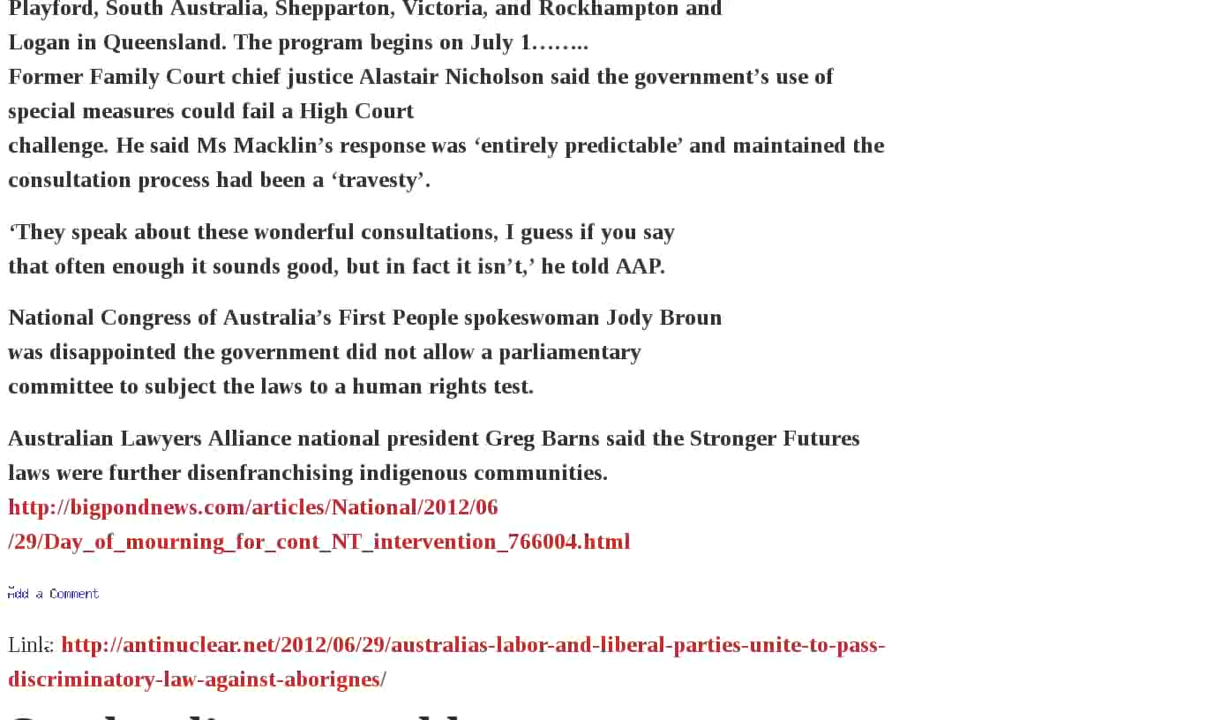 Playford, South Australia, Shepparton, Victoria, and Rockhampton and
Logan in Queensland. The program begins on July 1……..
Former Family Court chief justice Alastair Nicholson said the government’s use of
special measures could fail a High Court
challenge. He said Ms Macklin’s response was ‘entirely predictable’ and maintained the
consultation process had been a ‘travesty’.
‘They speak about these wonderful consultations, I guess if you say
that often enough it sounds good, but in fact it isn’t,’ he told AAP.
National Congress of Australia’s First People spokeswoman Jody Broun
was disappointed the government did not allow a parliamentary
committee to subject the laws to a human rights test.
Australian Lawyers Alliance national president Greg Barns said the Stronger Futures
laws were further disenfranchising indigenous communities.
http://bigpondnews.com/articles/National/2012/06
/29/Day_of_mourning_for_cont_NT_intervention_766004.html
Add a Comment
Link: http://antinuclear.net/2012/06/29/australias-labor-and-liberal-parties-unite-to-pass-
discriminatory-law-against-aborignes/